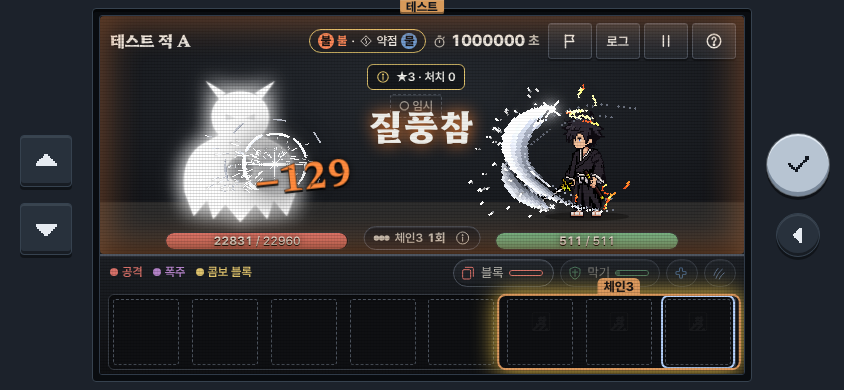 테스트
테스트 적 A
불 불 · 약점 물
1000000 초
로그
★3 · 처치 0
임시
질풍참
-129
22831 / 22960
체인3 1회
511 / 511
공격 폭주 콤보 블록
블록
막기
체인3